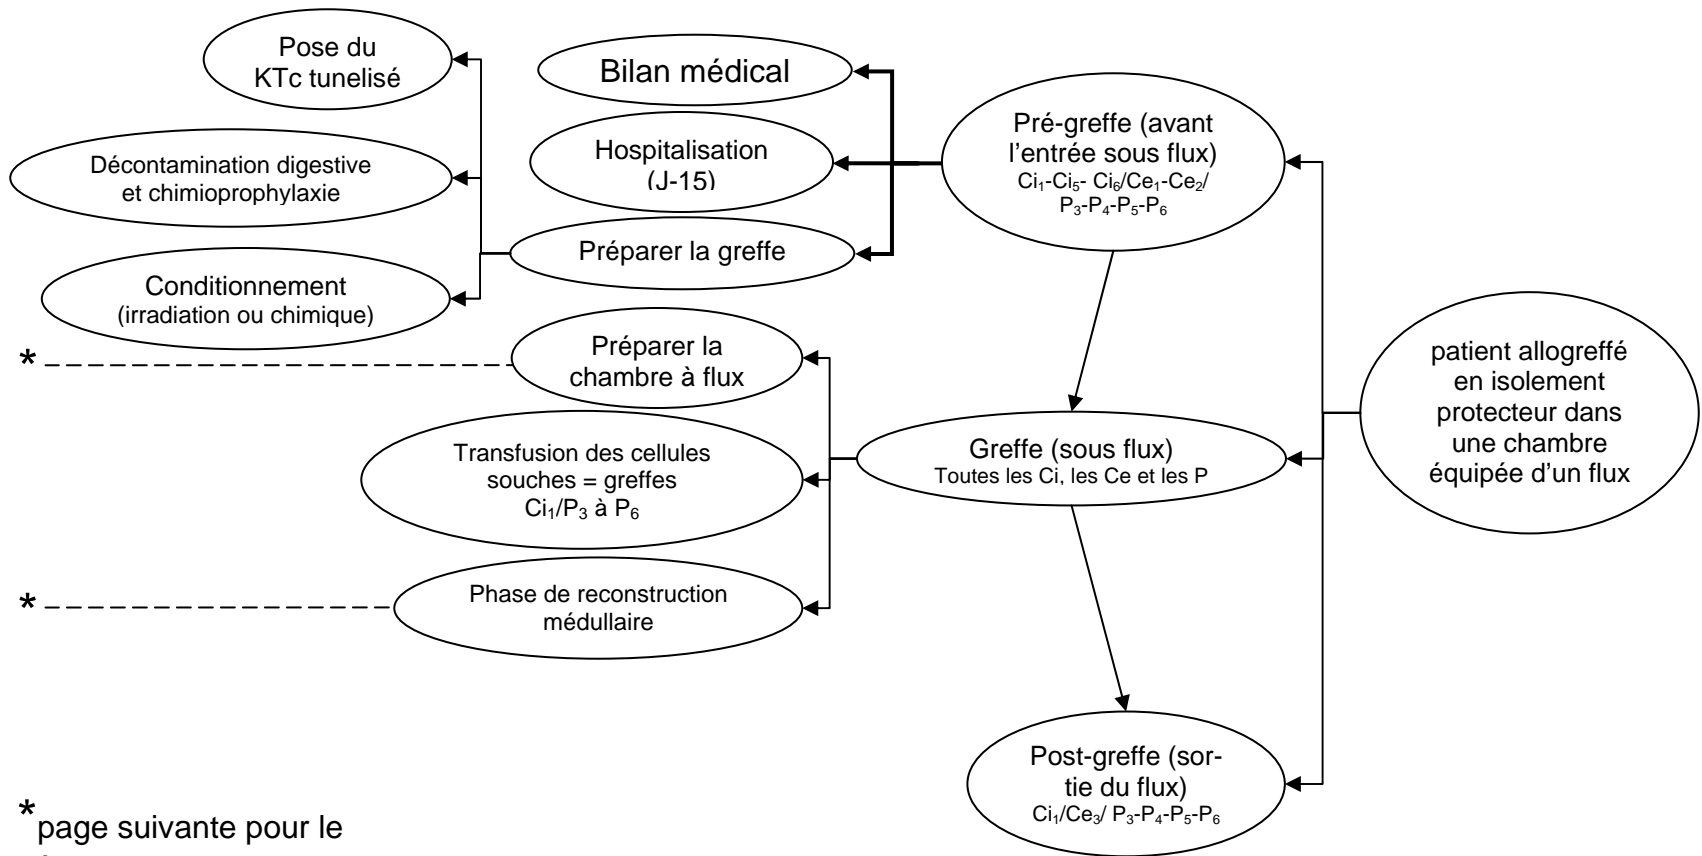 Pose du
KTc tunelisé
Bilan médical
Pré-greffe (avant
l'entrée sous flux)
Ci₁-Ci₅- Ci₆/Ce₁-Ce₂/
P₃-P₄-P₅-P₆
Décontamination digestive
et chimioprophylaxie
Hospitalisation
(J-15)
Préparer la greffe
Conditionnement
(irradiation ou chimique)
*
Préparer la
chambre à flux
patient allogreffé
en isolement
protecteur dans
une chambre
équipée d'un flux
Transfusion des cellules
souches = greffes
Ci₁/P₃ à P₆
Greffe (sous flux)
Toutes les Ci, les Ce et les P
*
Phase de reconstruction
médullaire
Post-greffe (sor-
tie du flux)
Ci₁/Ce₃/ P₃-P₄-P₅-P₆
*page suivante pour le